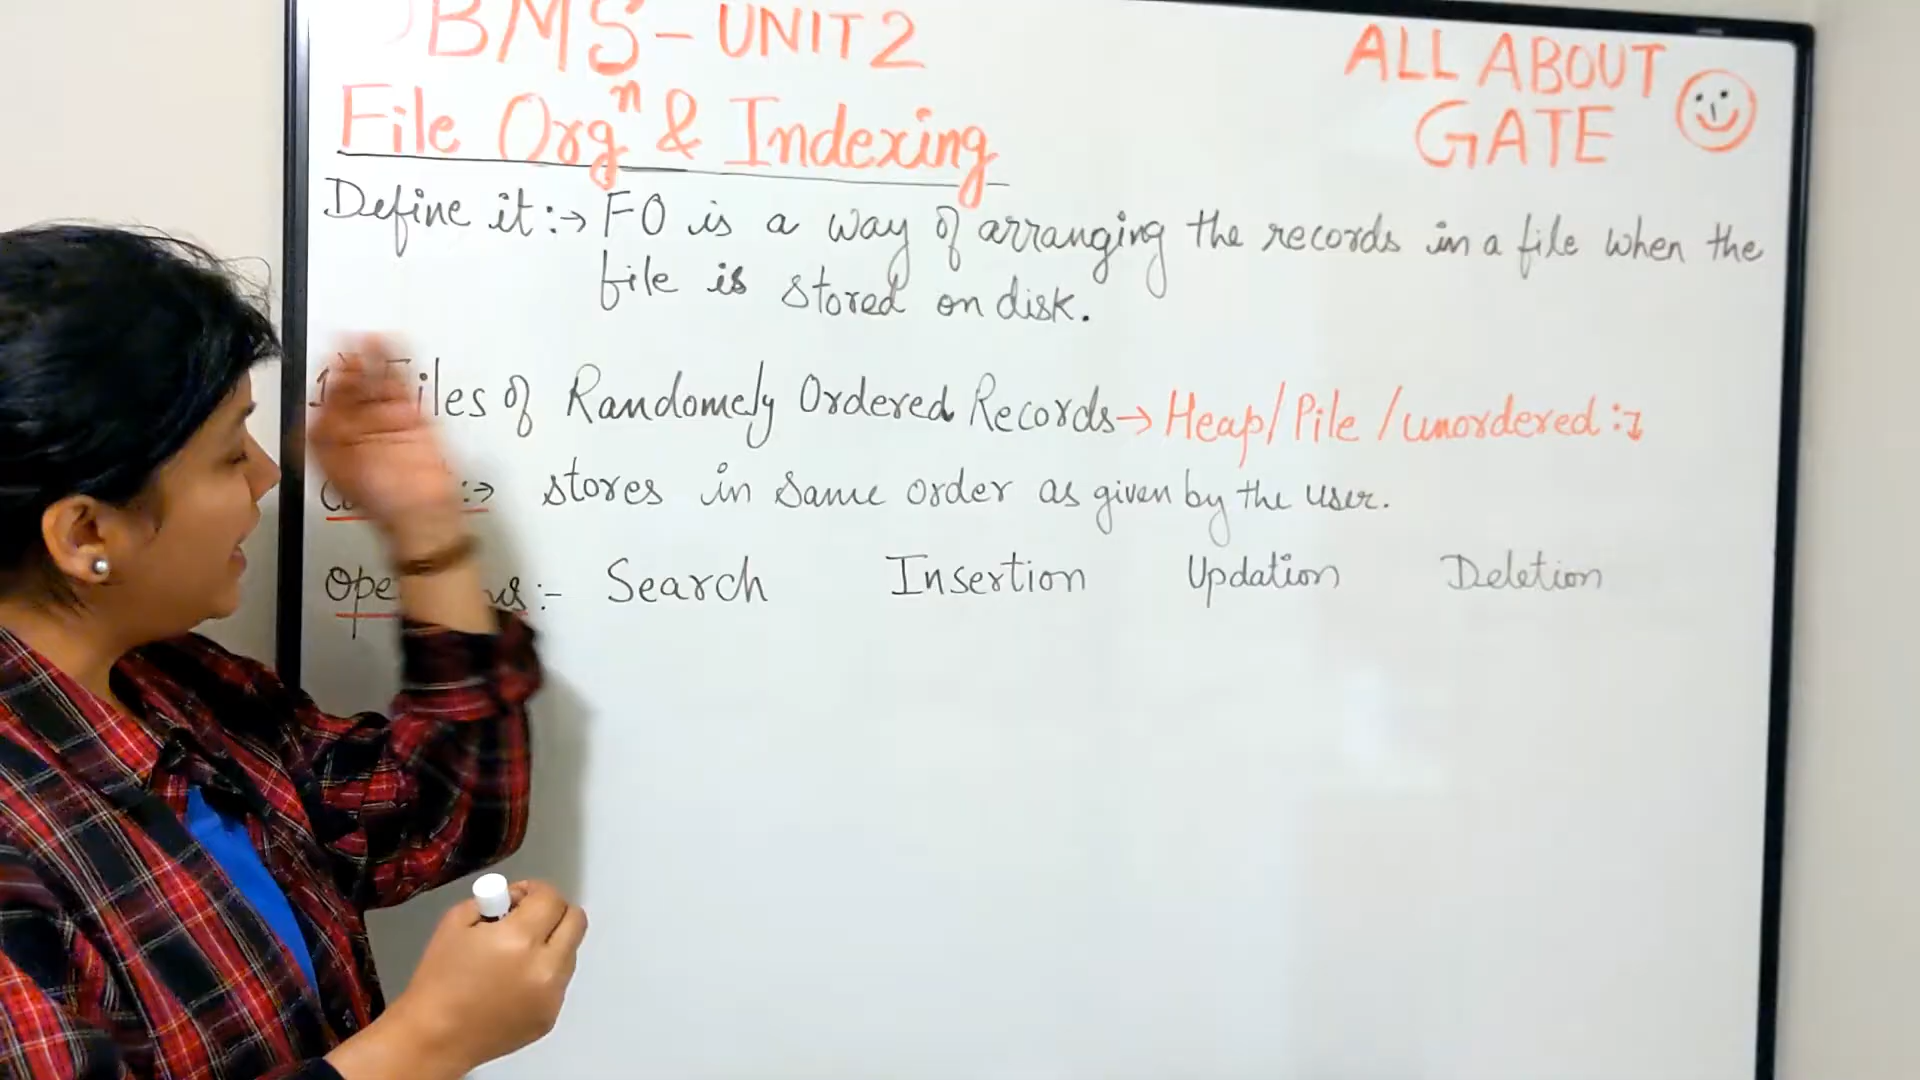 DBMS - UNIT 2
ALL ABOUT
GATE
File Orgⁿ & Indexing
Define it :→ FO is a way of arranging the records in a file when the
file is stored on disk.
1) Files of Randomely Ordered Records → Heap/Pile/unordered :↴
:→ stores in same order as given by the user.
Operations :- Search Insertion Updation Deletion